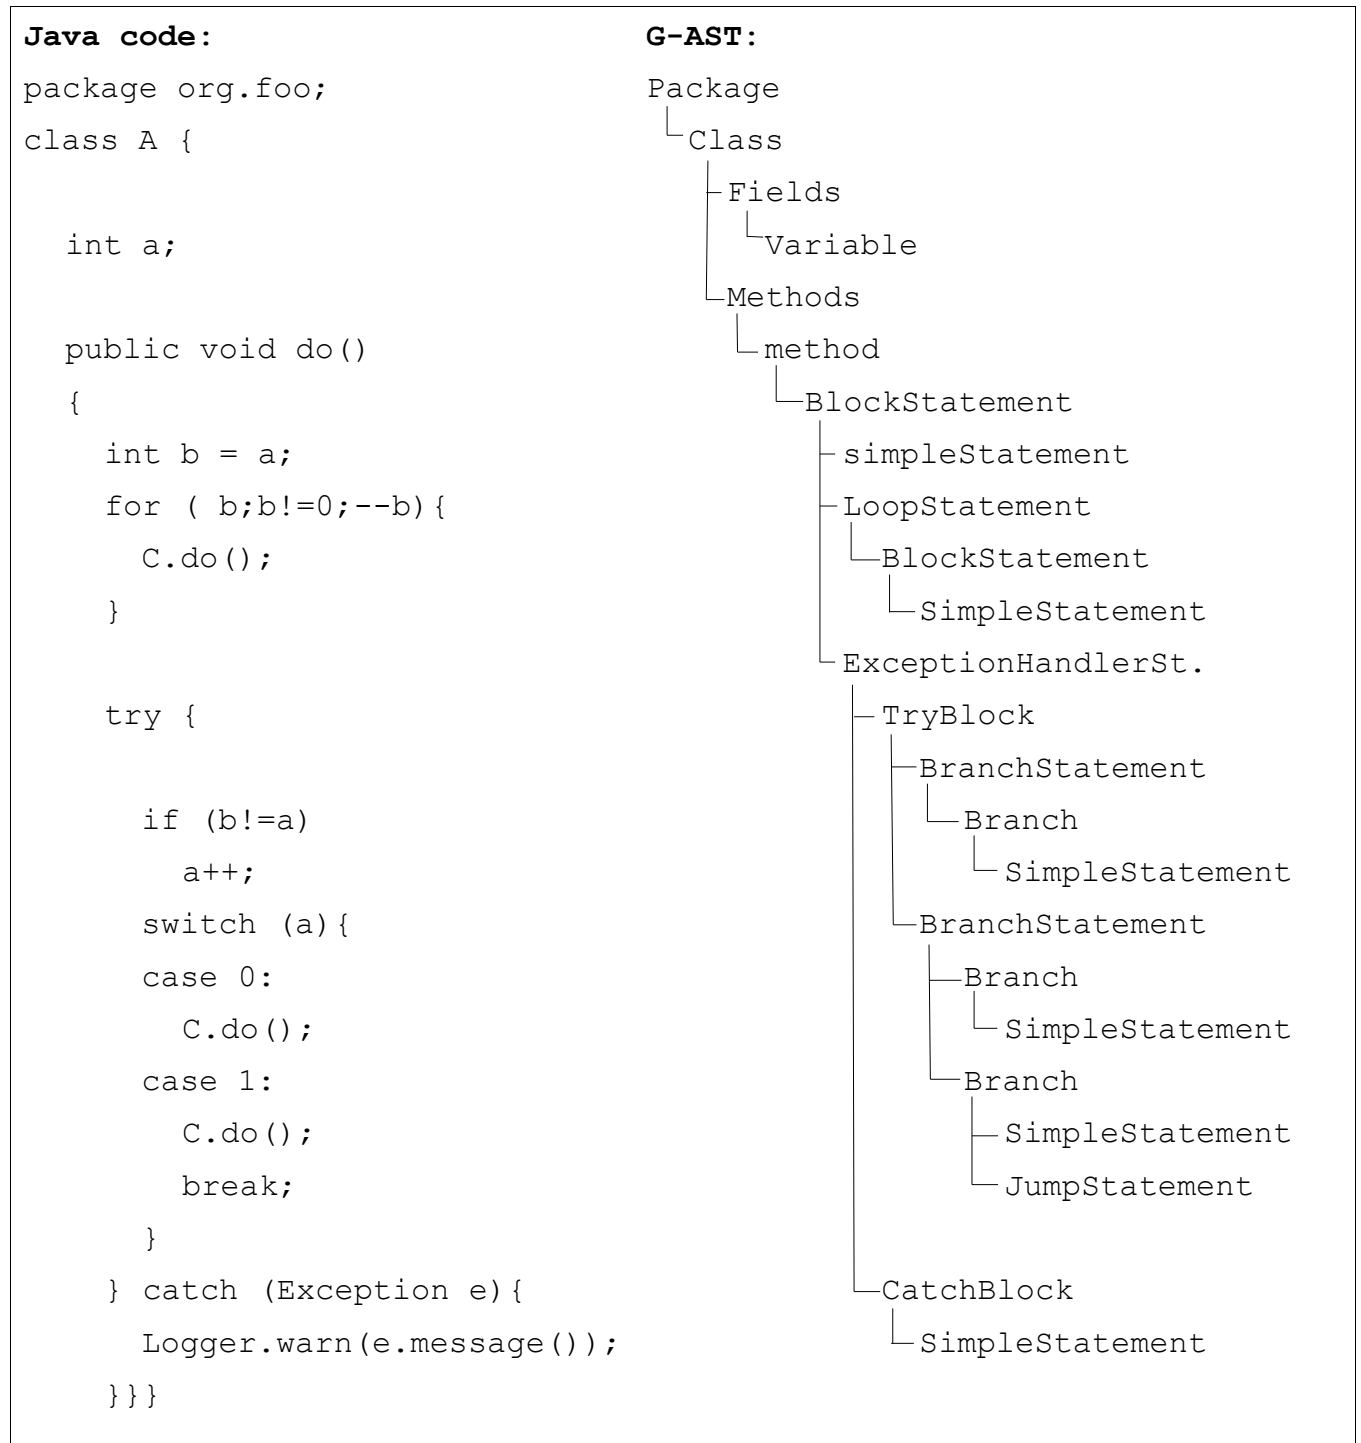 Java code: G-AST:
package org.foo; Package
class A { Class
Fields
int a; Variable
Methods
public void do() method
{ BlockStatement
int b = a; simpleStatement
for ( b;b!=0;--b){ LoopStatement
C.do(); BlockStatement
} SimpleStatement
ExceptionHandlerSt.
try { TryBlock
BranchStatement
if (b!=a) Branch
a++; SimpleStatement
switch (a){ BranchStatement
case 0: Branch
C.do(); SimpleStatement
case 1: Branch
C.do(); SimpleStatement
break; JumpStatement
}
} catch (Exception e){ CatchBlock
Logger.warn(e.message()); SimpleStatement
}}}